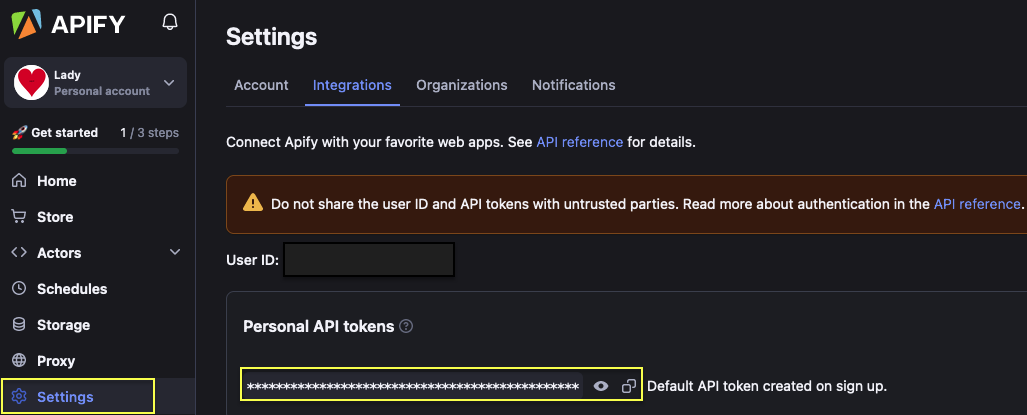 APIFY
Lady
Personal account
🚀 Get started 1 / 3 steps
Home
Store
Actors
Schedules
Storage
Proxy
Settings
Settings
Account Integrations Organizations Notifications
Connect Apify with your favorite web apps. See API reference for details.
Do not share the user ID and API tokens with untrusted parties. Read more about authentication in the API reference.
User ID:
Personal API tokens
********************************************** Default API token created on sign up.